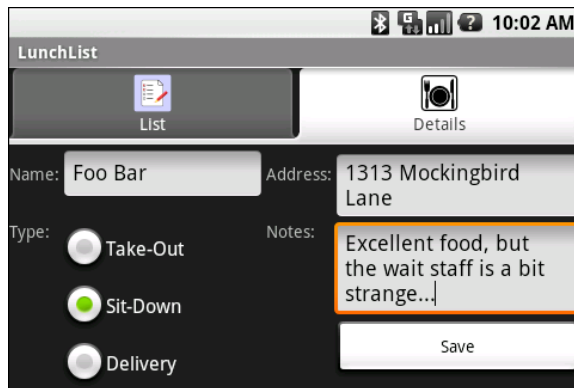 10:02 AM
LunchList
List
Details
Name:
Foo Bar
Address:
1313 Mockingbird
Lane
Type:
Take-Out
Sit-Down
Delivery
Notes:
Excellent food, but
the wait staff is a bit
strange...
Save